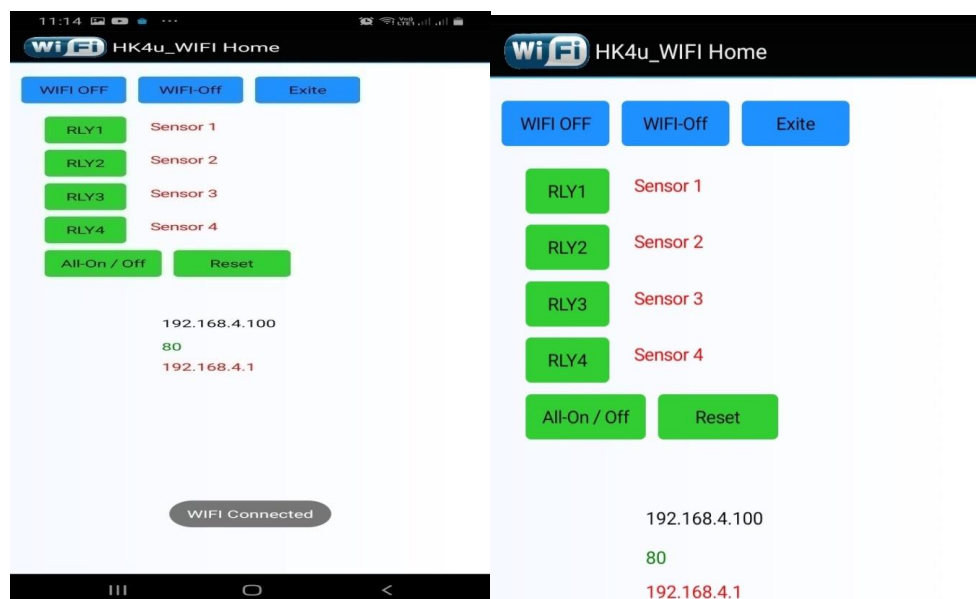 11:14
WiFi HK4u_WIFI Home
WIFI OFF WIFI-Off Exite
RLY1 Sensor 1
RLY2 Sensor 2
RLY3 Sensor 3
RLY4 Sensor 4
All-On / Off Reset
192.168.4.100
80
192.168.4.1
WIFI Connected
WiFi HK4u_WIFI Home
WIFI OFF WIFI-Off Exite
RLY1 Sensor 1
RLY2 Sensor 2
RLY3 Sensor 3
RLY4 Sensor 4
All-On / Off Reset
192.168.4.100
80
192.168.4.1